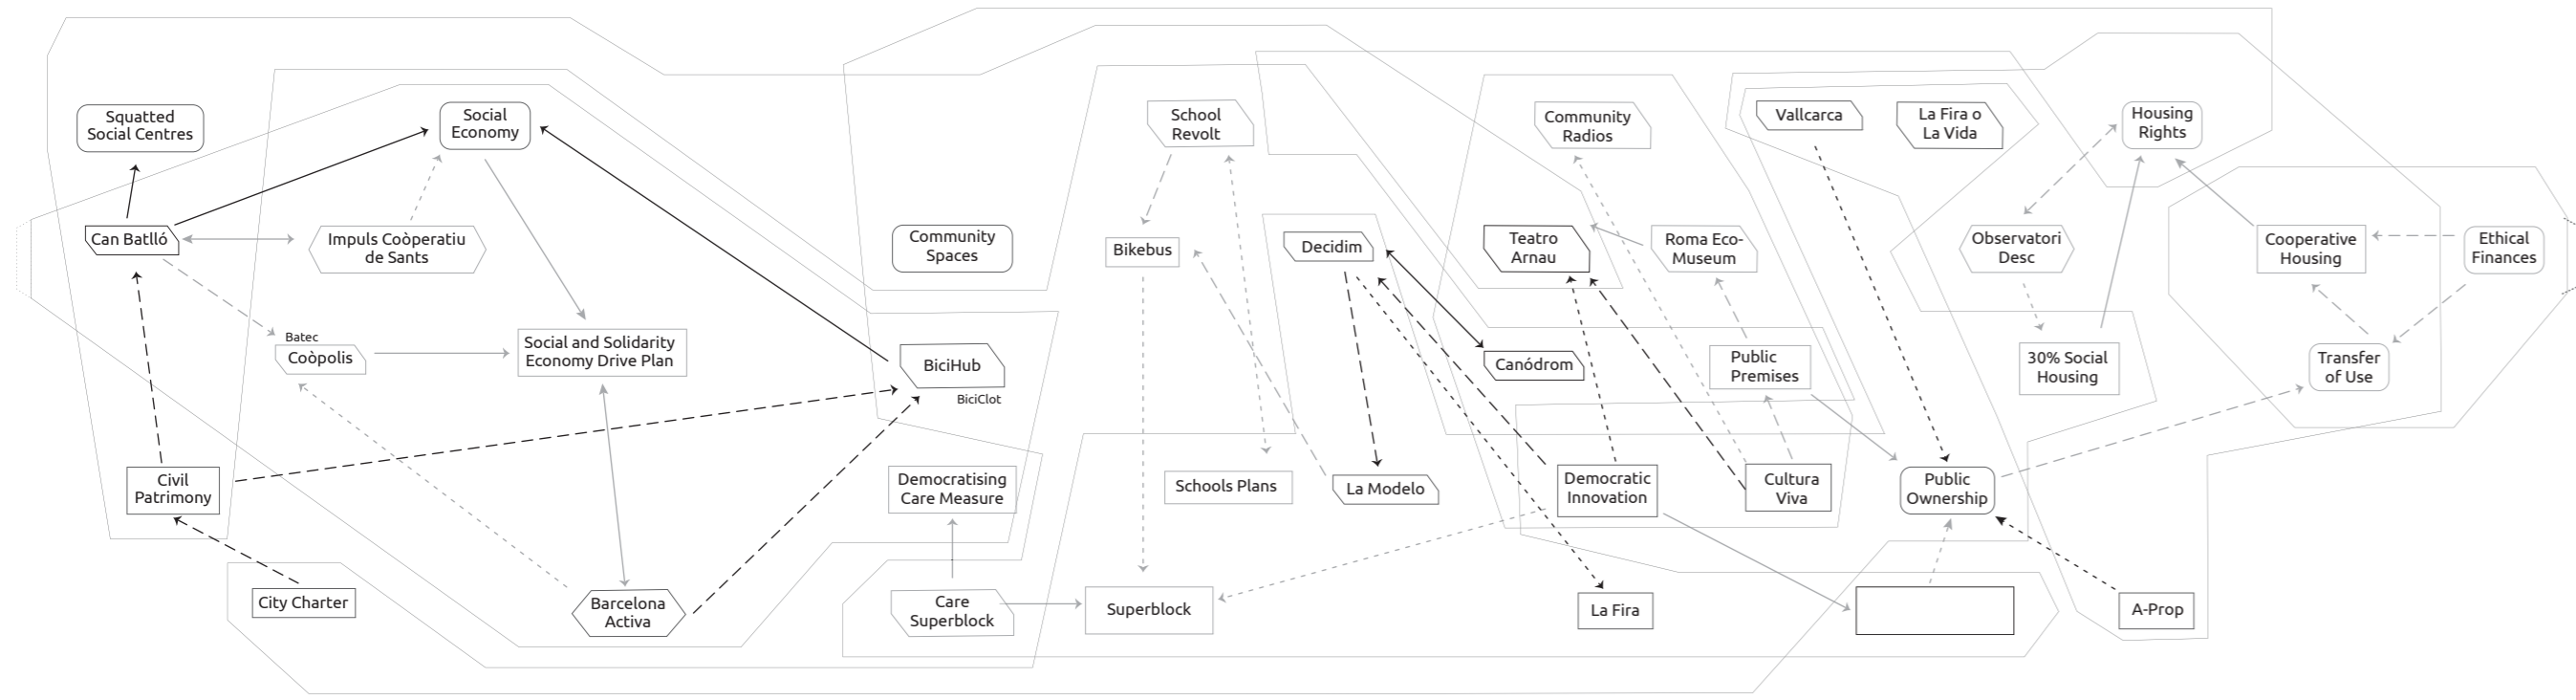 Squatted
Social Centres
Social
Economy
School
Revolt
Community
Radios
Vallcarca
La Fira o
La Vida
Housing
Rights
Can Batlló
Impuls Coòperatiu
de Sants
Community
Spaces
Bikebus
Decidim
Teatro
Arnau
Roma Eco-
Museum
Observatori
Desc
Cooperative
Housing
Ethical
Finances
Batec
Coòpolis
Social and Solidarity
Economy Drive Plan
BiciHub
BiciClot
Canódrom
Public
Premises
30% Social
Housing
Transfer
of Use
Civil
Patrimony
Democratising
Care Measure
Schools Plans
La Modelo
Democratic
Innovation
Cultura
Viva
Public
Ownership
City Charter
Barcelona
Activa
Care
Superblock
Superblock
La Fira
A-Prop